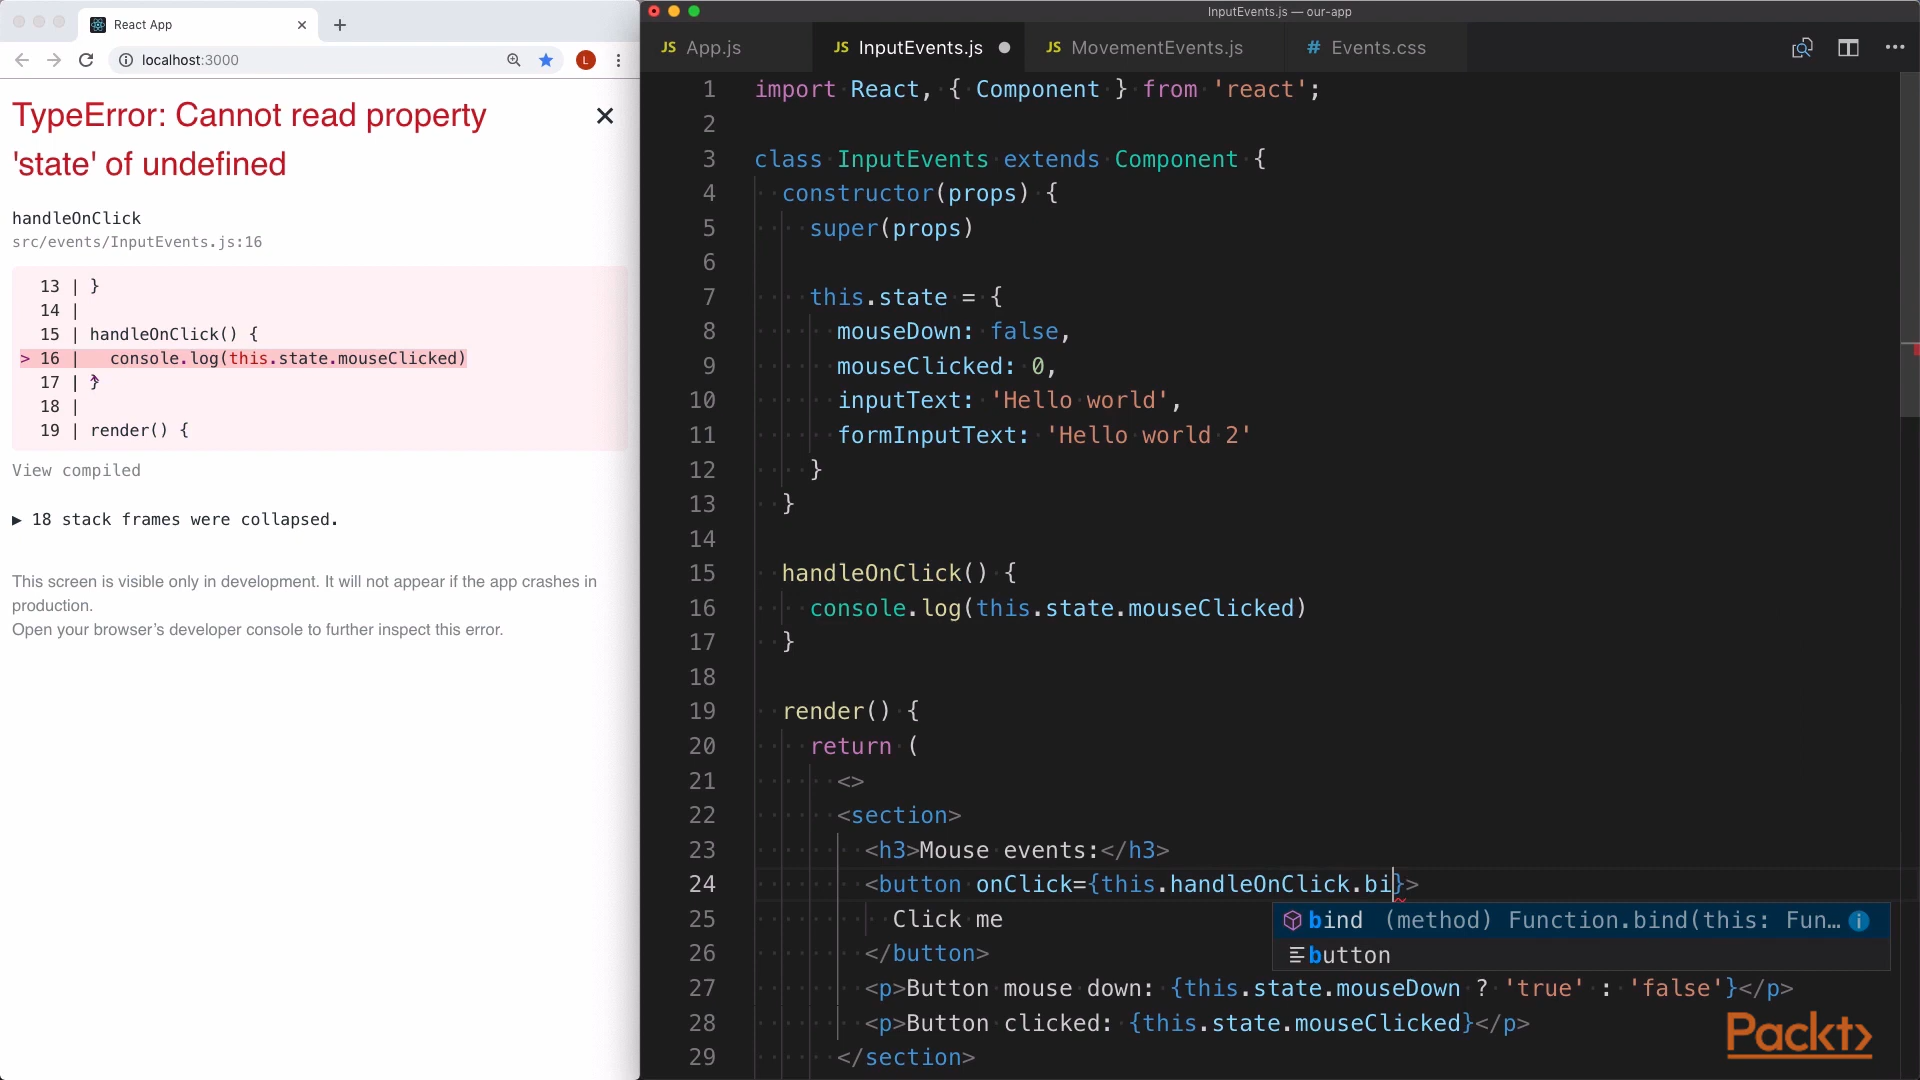 React App
localhost:3000
L
TypeError: Cannot read property
'state' of undefined
handleOnClick
src/events/InputEvents.js:16
13 | }
14 |
15 | handleOnClick() {
> 16 |   console.log(this.state.mouseClicked)
17 | }
18 |
19 | render() {
View compiled
▶ 18 stack frames were collapsed.
This screen is visible only in development. It will not appear if the app crashes in
production.
Open your browser’s developer console to further inspect this error.
InputEvents.js — our-app
JS App.js
JS InputEvents.js
JS MovementEvents.js
# Events.css
1 import React, { Component } from 'react';
2
3 class InputEvents extends Component {
4   constructor(props) {
5     super(props)
6
7     this.state = {
8       mouseDown: false,
9       mouseClicked: 0,
10       inputText: 'Hello world',
11       formInputText: 'Hello world 2'
12     }
13   }
14
15   handleOnClick() {
16     console.log(this.state.mouseClicked)
17   }
18
19   render() {
20     return (
21       <>
22       <section>
23         <h3>Mouse events:</h3>
24         <button onClick={this.handleOnClick.bi}>
25           Click me
bind (method) Function.bind(this: Fun…
26         </button>
button
27         <p>Button mouse down: {this.state.mouseDown ? 'true' : 'false'}</p>
28         <p>Button clicked: {this.state.mouseClicked}</p>
29       </section>
Packt>